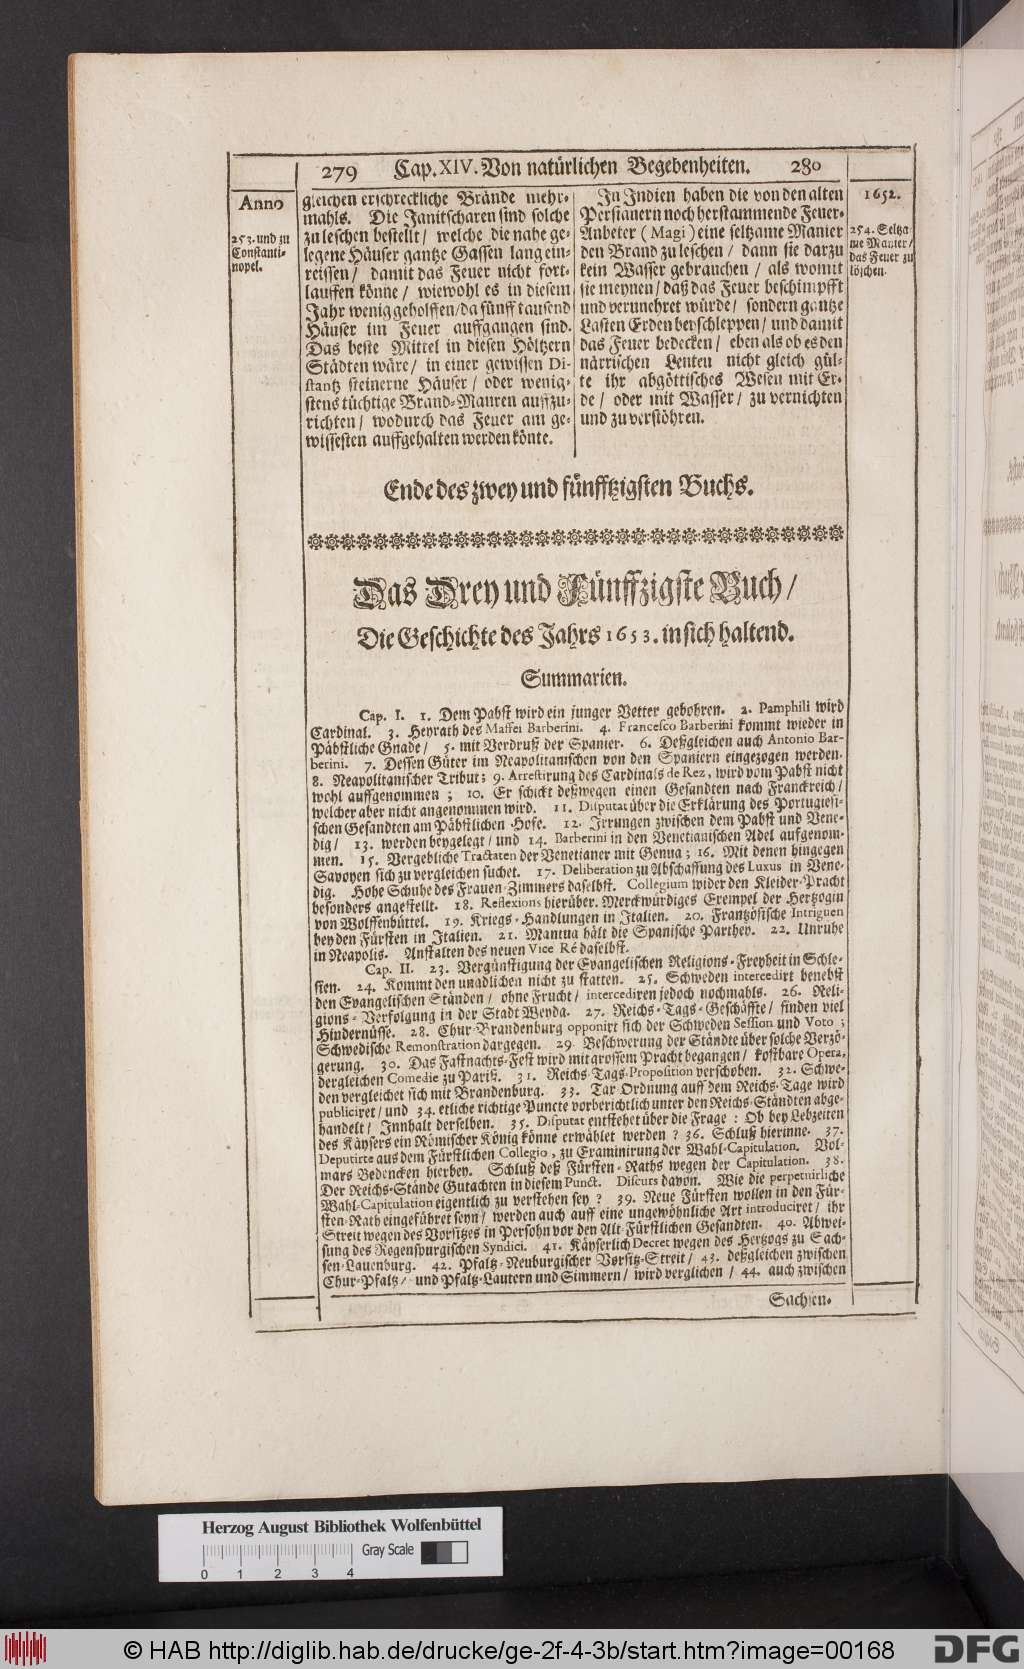 279 Cap. XIV. Von natürlichen Begebenheiten. 280
Anno
253. und zu
Constanti-
nopel.
gleichen erschreckliche Brände mehr-
mahls. Die Janitscharen sind solche
zu leschen bestellt / welche die nahe ge-
legene Häuser gantze Gassen lang ein-
reissen / damit das Feuer nicht fort-
lauffen könne / wiewohl es in diesem
Jahr wenig geholffen / da fünff tausend
Häuser im Feuer auffgangen sind.
Das beste Mittel in diesen Höltzern
Städten wäre / in einer gewissen Di-
stantz steinerne Häuser / oder wenig-
stens tüchtige Brand-Mauren auffzu-
richten / wodurch das Feuer am ge-
wissesten auffgehalten werden könte.
In Indien haben die von den alten
Persianern noch herstammende Feuer-
Anbeter ( Magi ) eine seltzame Manier
den Brand zu leschen / dann sie darzu
kein Wasser gebrauchen / als womit
sie meynen / daß das Feuer beschimpfft
und verunehret würde / sondern gantze
Lasten Erden beyschleppen / und damit
das Feuer bedecken / eben als ob es den
närrischen Leuten nicht gleich gül-
te ihr abgöttisches Wesen mit Er-
de / oder mit Wasser / zu vernichten
und zu verstöhren.
1652.
254. Seltza
me Manier /
das Feuer zu
löschen.
Ende des zwey und fünfftzigsten Buchs.
Das Drey und Fünffzigste Buch /
Die Geschichte des Jahrs 1653. in sich haltend.
Summarien.
Cap. I. 1. Dem Pabst wird ein junger Vetter gebohren. 2. Pamphili wird
Cardinal. 3. Heyrath des Maffei Barberini. 4. Francesco Barberini kommt wieder in
Päbstliche Gnade / 5. mit Verdruß der Spanier. 6. Deßgleichen auch Antonio Bar-
berini. 7. Dessen Güter im Neapolitanischen von den Spaniern eingezogen werden.
8. Neapolitanischer Tribut; 9. Arrestirung des Cardinals de Rez, wird vom Pabst nicht
wohl auffgenommen ; 10. Er schickt deßwegen einen Gesandten nach Franckreich /
welcher aber nicht angenommen wird. 11. Disputat über die Erklärung des Portugiesi-
schen Gesandten am Päbstlichen Hofe. 12. Irrungen zwischen dem Pabst und Vene-
dig / 13. werden beygelegt / und 14. Barberini in den Venetianischen Adel aufgenom-
men. 15. Vergebliche Tractaten der Venetianer mit Genua ; 16. Mit denen hingegen
Savoyen sich zu vergleichen suchet. 17. Deliberation zu Abschaffung des Luxus in Vene-
dig. Hohe Schuhe des Frauen-Zimmers daselbst. Collegium wider den Kleider-Pracht
besonders angestellt. 18. Reflexions hierüber. Merckwürdiges Exempel der Hertzogin
von Wolffenbüttel. 19. Kriegs-Handlungen in Italien. 20. Frantzösische Intriguen
bey den Fürsten in Italien. 21. Mantua hält die Spanische Parthey. 22. Unruhe
in Neapolis. Anstalten des neuen Vice Ré daselbst.
Cap. II. 23. Vergünstigung der Evangelischen Religions-Freyheit in Schle-
sien. 24. Kommt den unadlichen nicht zu statten. 25. Schweden intercedirt benebst
den Evangelischen Ständen / ohne Frucht / intercediren jedoch nochmahls. 26. Reli-
gions-Verfolgung in der Stadt Weyda. 27. Reichs-Tags-Geschäffte / finden viel
Hindernüsse. 28. Chur-Brandenburg opponirt sich der Schweden Session und Voto ;
Schwedische Remonstration dargegen. 29. Beschwerung der Ständte über solche Verzö-
gerung. 30. Das Fastnachts-Fest wird mit grossem Pracht begangen / kostbare Opera,
dergleichen Comedie zu Pariß. 31. Reichs-Tags-Proposition verschoben. 32. Schwe-
den vergleichet sich mit Brandenburg. 33. Tax Ordnung auff dem Reichs-Tage wird
publiciret / und 34. etliche richtige Puncte vorberichtlich unter den Reichs-Ständten abge-
handelt / Innhalt derselben. 35. Disputat entstehet über die Frage : Ob bey Lebzeiten
des Käysers ein Römischer König könne erwählet werden ? 36. Schluß hierinne. 37.
Deputirte aus dem Fürstlichen Collegio, zu Examinirung der Wahl-Capitulation. Vol-
mars Bedencken hierbey. Schluß deß Fürsten-Raths wegen der Capitulation. 38.
Der Reichs-Stände Gutachten in diesem Punct. Discurs davon. Wie die perpetuirliche
Wahl-Capitulation eigentlich zu verstehen sey ? 39. Neue Fürsten wollen in den Für-
sten-Rath eingeführet seyn / werden auch auff eine ungewöhnliche Art introduciret / ihr
Streit wegen des Vorsitzes in Persohn vor den Alt-Fürstlichen Gesandten. 40. Abwei-
sung des Regenspurgischen Syndici. 41. Käyserlich Decret wegen des Hertzogs zu Sach-
sen-Lauenburg. 42. Pfaltz-Neuburgischer Vorsitz-Streit / 43. deßgleichen zwischen
Chur-Pfaltz / und Pfaltz-Lautern und Simmern / wird verglichen / 44. auch zwischen
Sachsen-
Herzog August Bibliothek Wolfenbüttel
Gray Scale
0 1 2 3 4
© HAB http://diglib.hab.de/drucke/ge-2f-4-3b/start.htm?image=00168
DFG